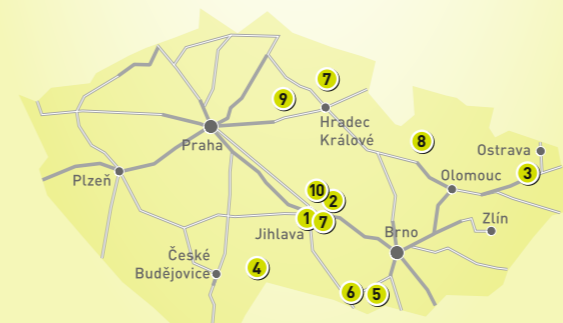 7
9
Hradec
Králové
Praha
8
Ostrava
3
Olomouc
Plzeň
10
2
1
7
Jihlava
Zlín
Brno
České
Budějovice
4
6
5